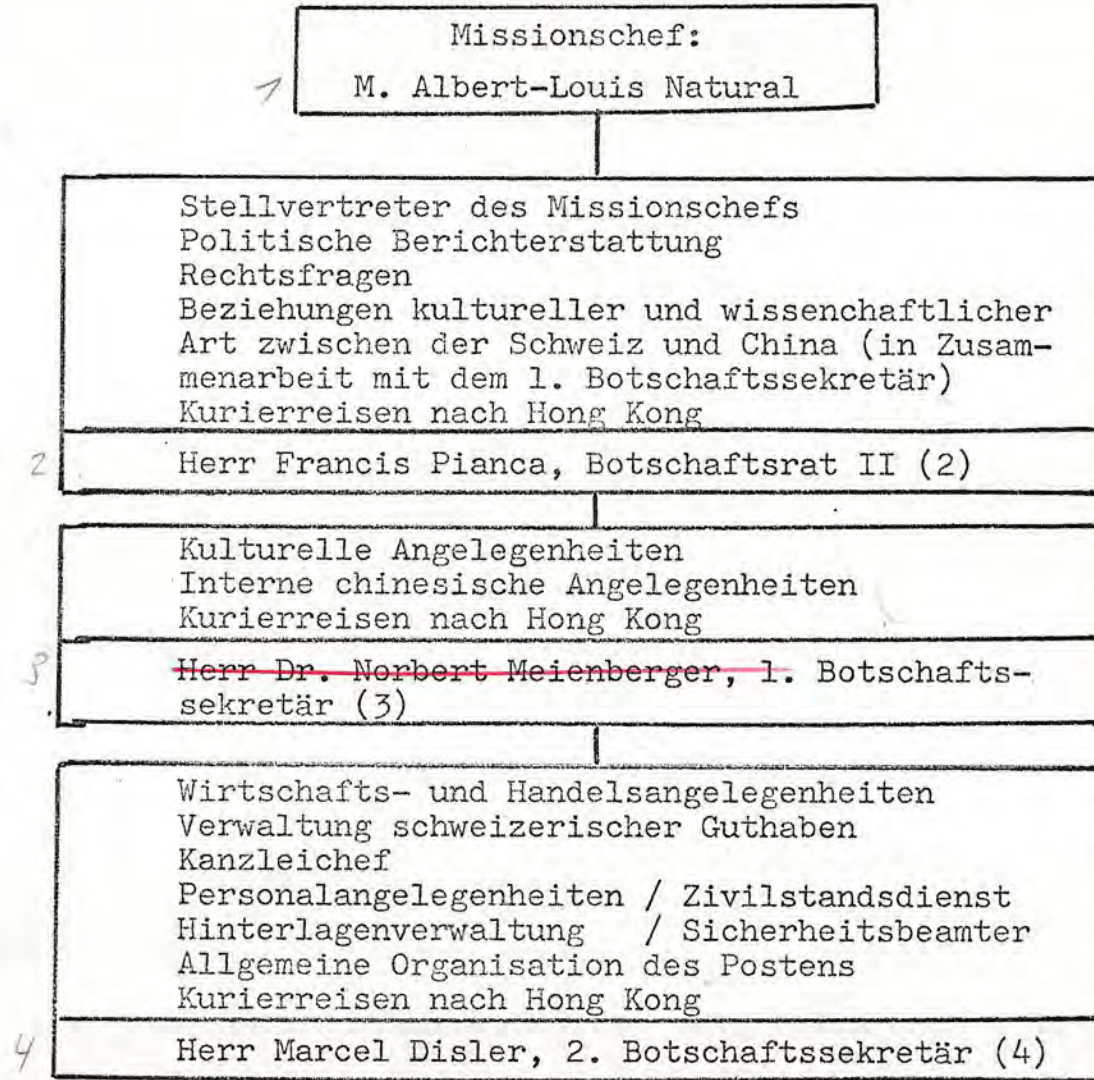 Missionschef:
1 M. Albert-Louis Natural
Stellvertreter des Missionschefs
Politische Berichterstattung
Rechtsfragen
Beziehungen kultureller und wissenchaftlicher
Art zwischen der Schweiz und China (in Zusam-
menarbeit mit dem 1. Botschaftssekretär)
Kurierreisen nach Hong Kong
2 Herr Francis Pianca, Botschaftsrat II (2)
Kulturelle Angelegenheiten
Interne chinesische Angelegenheiten
Kurierreisen nach Hong Kong
3 Herr Dr. Norbert Meienberger, 1. Botschafts-
sekretär (3)
Wirtschafts- und Handelsangelegenheiten
Verwaltung schweizerischer Guthaben
Kanzleichef
Personalangelegenheiten / Zivilstandsdienst
Hinterlagenverwaltung / Sicherheitsbeamter
Allgemeine Organisation des Postens
Kurierreisen nach Hong Kong
4 Herr Marcel Disler, 2. Botschaftssekretär (4)